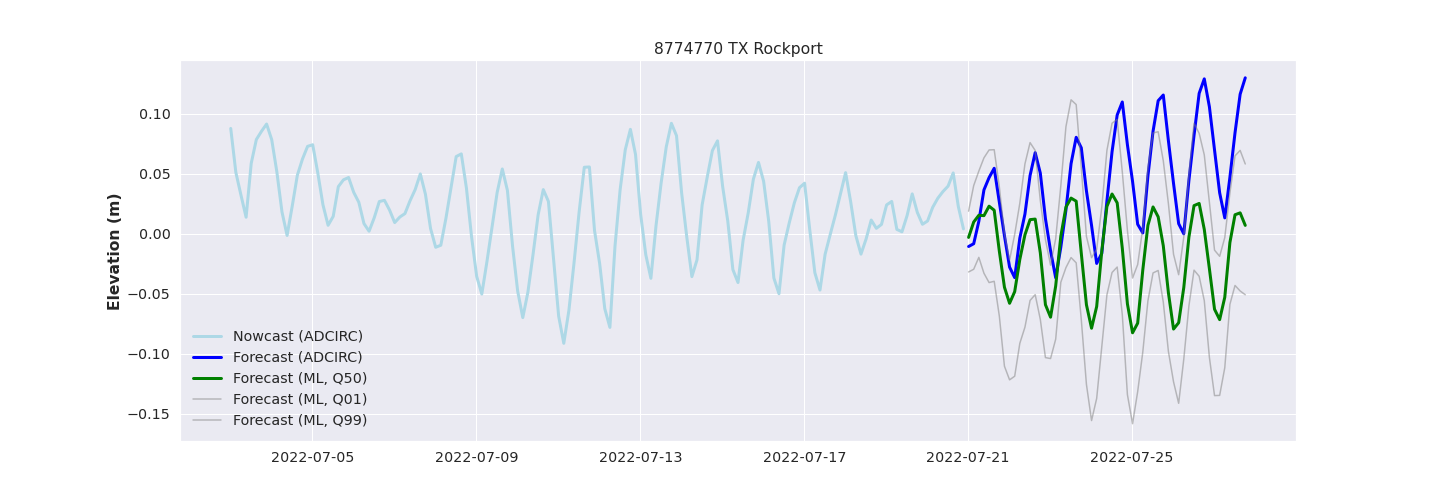 8774770 TX Rockport
Elevation (m)
0.10
0.05
0.00
−0.05
−0.10
−0.15
Nowcast (ADCIRC)
Forecast (ADCIRC)
Forecast (ML, Q50)
Forecast (ML, Q01)
Forecast (ML, Q99)
2022-07-05
2022-07-09
2022-07-13
2022-07-17
2022-07-21
2022-07-25